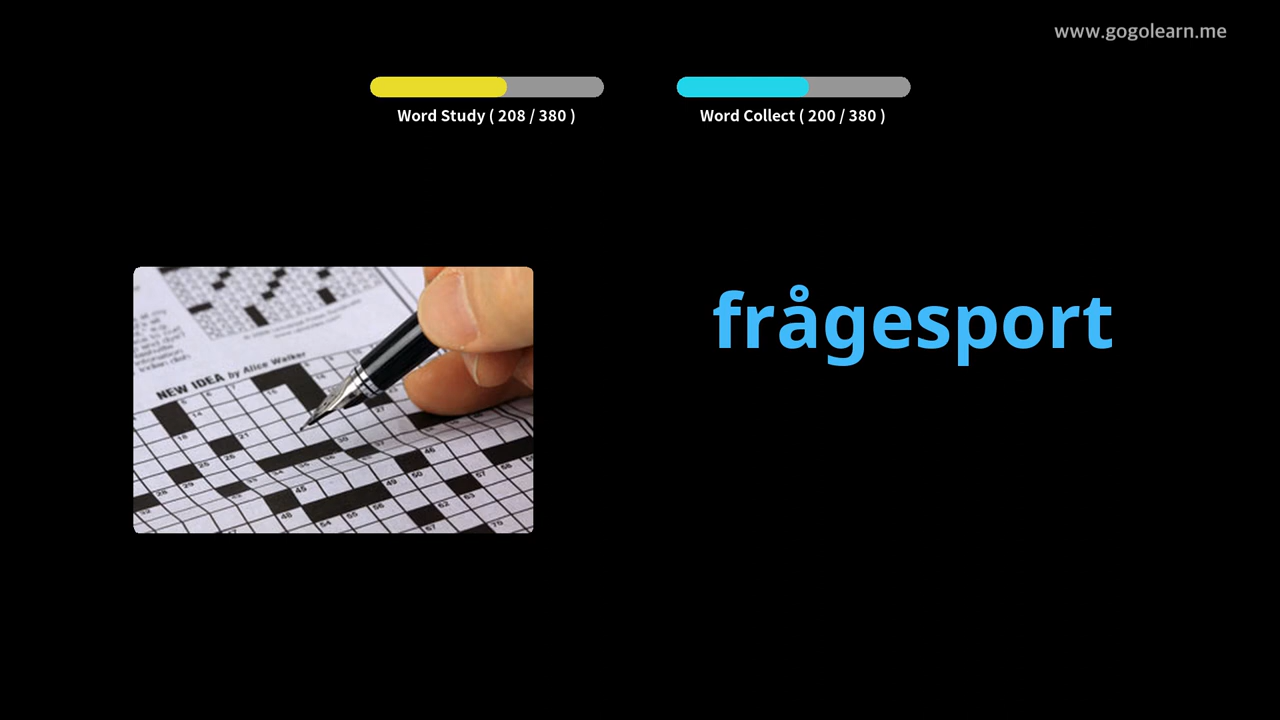 www.gogolearn.me
Word Study ( 208 / 380 )
Word Collect ( 200 / 380 )
frågesport
NEW IDEA by Alice Walker